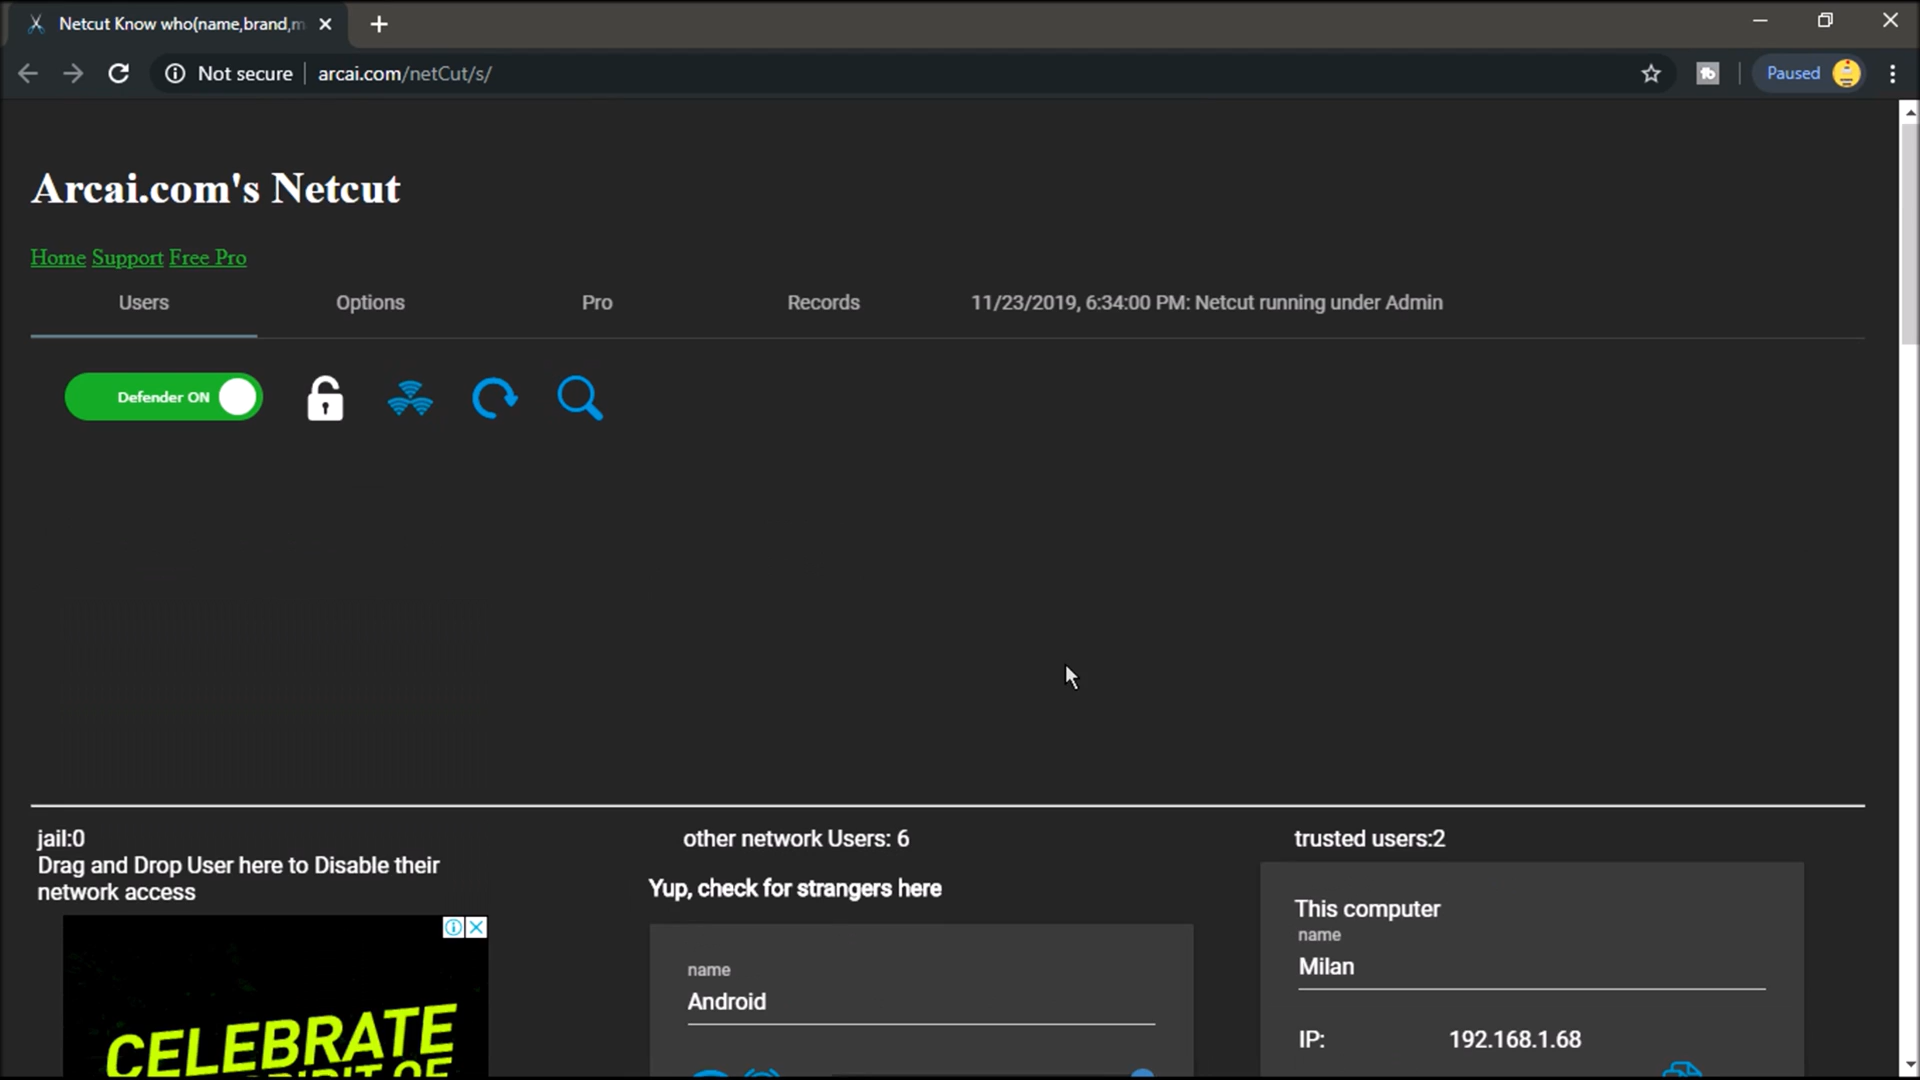 Netcut Know who(name,brand,m
Not secure
arcai.com/netCut/s/
Paused
Arcai.com's Netcut
Home Support Free Pro
Users
Options
Pro
Records
11/23/2019, 6:34:00 PM: Netcut running under Admin
Defender ON
jail:0
Drag and Drop User here to Disable their
network access
other network Users: 6
Yup, check for strangers here
name
Android
trusted users:2
This computer
name
Milan
IP:
192.168.1.68
CELEBRATE
SPIRIT OF